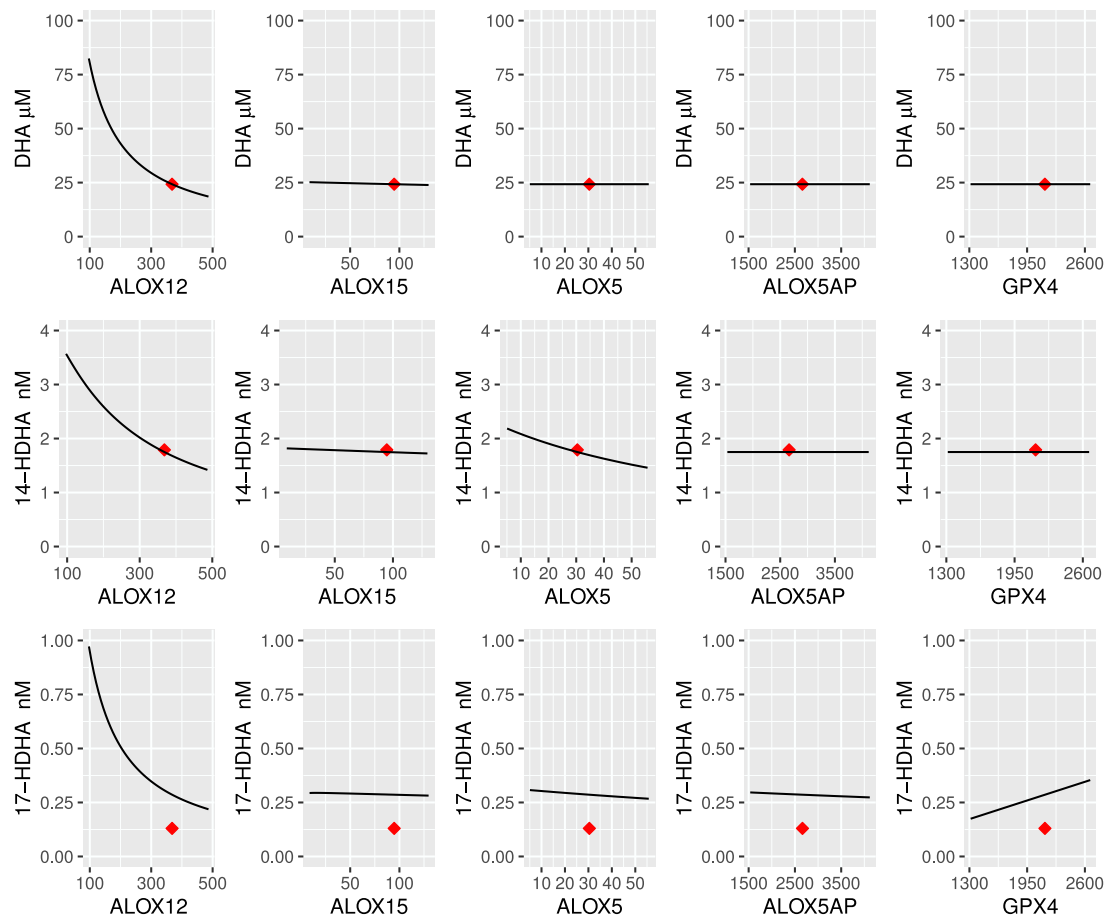 DHA μM
100
75
50
25
0
100 300 500
ALOX12
DHA μM
100
75
50
25
0
50 100
ALOX15
DHA μM
100
75
50
25
0
10 20 30 40 50
ALOX5
DHA μM
100
75
50
25
0
1500 2500 3500
ALOX5AP
DHA μM
100
75
50
25
0
1300 1950 2600
GPX4
14−HDHA nM
4
3
2
1
0
100 300 500
ALOX12
14−HDHA nM
4
3
2
1
0
50 100
ALOX15
14−HDHA nM
4
3
2
1
0
10 20 30 40 50
ALOX5
14−HDHA nM
4
3
2
1
0
1500 2500 3500
ALOX5AP
14−HDHA nM
4
3
2
1
0
1300 1950 2600
GPX4
17−HDHA nM
1.00
0.75
0.50
0.25
0.00
100 300 500
ALOX12
17−HDHA nM
1.00
0.75
0.50
0.25
0.00
50 100
ALOX15
17−HDHA nM
1.00
0.75
0.50
0.25
0.00
10 20 30 40 50
ALOX5
17−HDHA nM
1.00
0.75
0.50
0.25
0.00
1500 2500 3500
ALOX5AP
17−HDHA nM
1.00
0.75
0.50
0.25
0.00
1300 1950 2600
GPX4